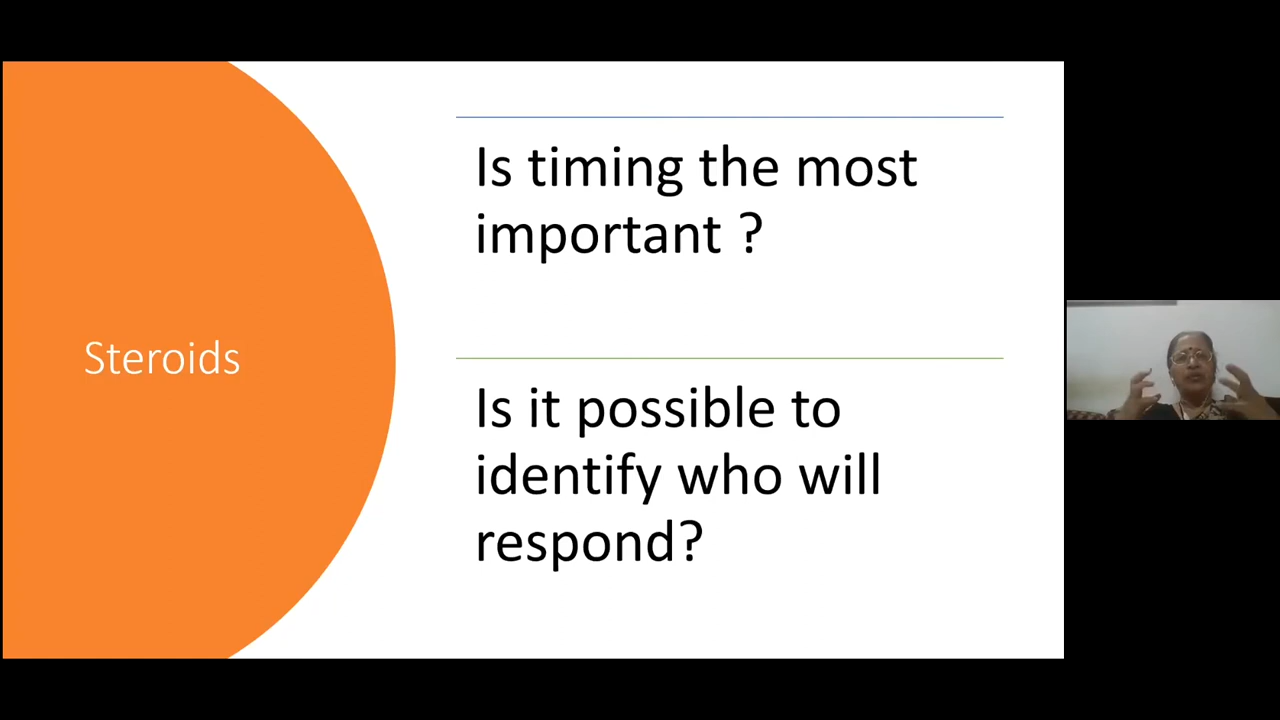 Steroids
Is timing the most
important ?
Is it possible to
identify who will
respond?